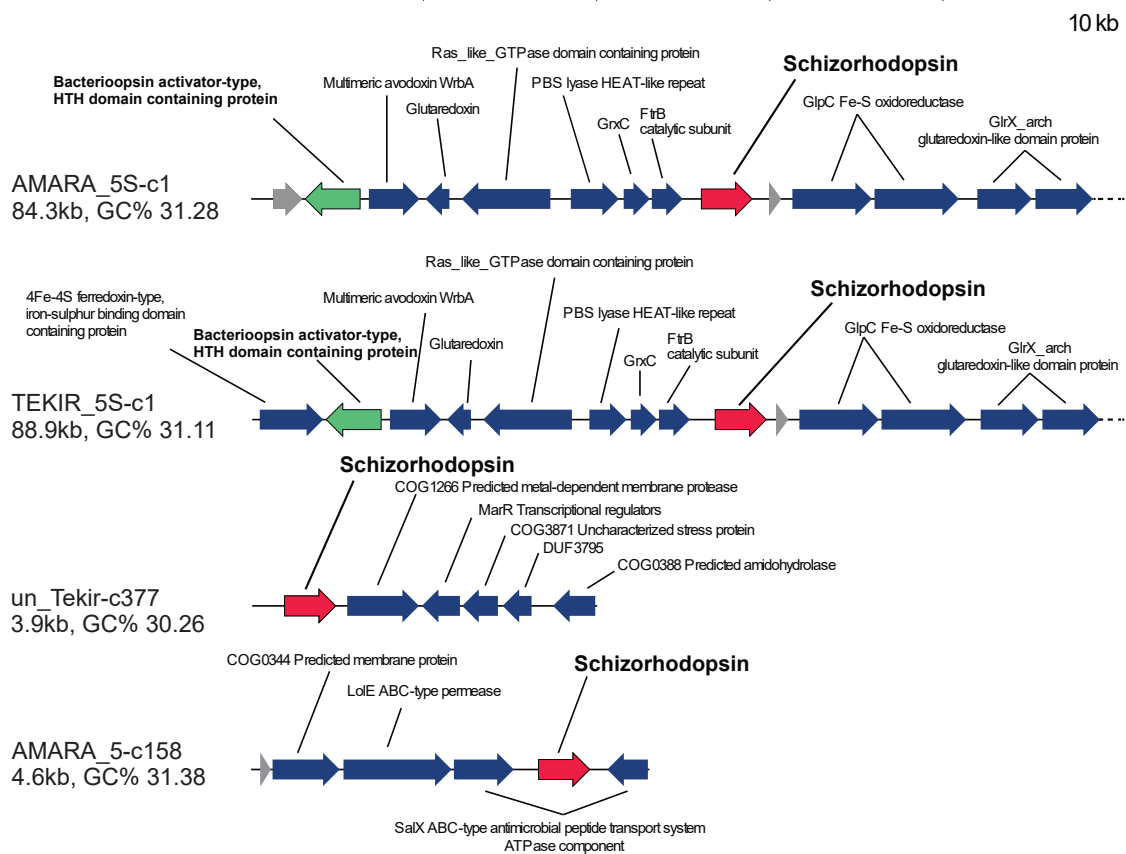 10 kb
Ras_like_GTPase domain containing protein
Schizorhodopsin
Bacterioopsin activator-type,
HTH domain containing protein
Multimeric avodoxin WrbA
PBS lyase HEAT-like repeat
Glutaredoxin
GrxC
FtrB
catalytic subunit
GlpC Fe-S oxidoreductase
GlrX_arch
glutaredoxin-like domain protein
AMARA_5S-c1
84.3kb, GC% 31.28
Ras_like_GTPase domain containing protein
Schizorhodopsin
4Fe-4S ferredoxin-type,
iron-sulphur binding domain
containing protein
Multimeric avodoxin WrbA
PBS lyase HEAT-like repeat
Bacterioopsin activator-type,
HTH domain containing protein
Glutaredoxin
GrxC
FtrB
catalytic subunit
GlpC Fe-S oxidoreductase
GlrX_arch
glutaredoxin-like domain protein
TEKIR_5S-c1
88.9kb, GC% 31.11
Schizorhodopsin
COG1266 Predicted metal-dependent membrane protease
MarR Transcriptional regulators
COG3871 Uncharacterized stress protein
DUF3795
COG0388 Predicted amidohydrolase
un_Tekir-c377
3.9kb, GC% 30.26
COG0344 Predicted membrane protein
Schizorhodopsin
LolE ABC-type permease
AMARA_5-c158
4.6kb, GC% 31.38
SalX ABC-type antimicrobial peptide transport system
ATPase component